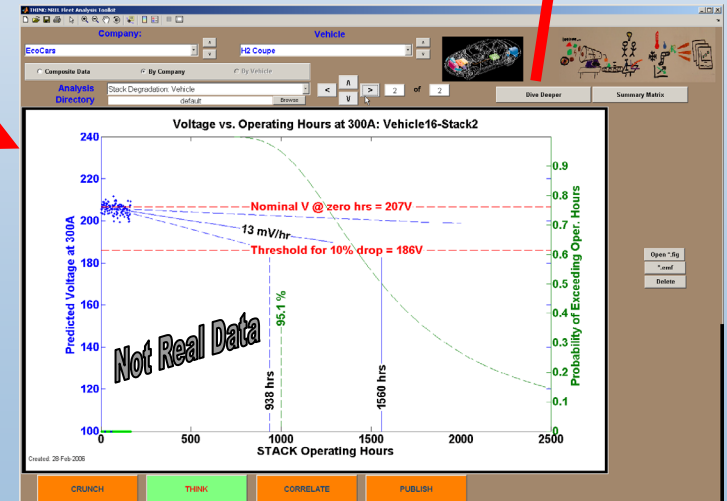 THINK: NREL Fleet Analysis Toolkit
Company:
Vehicle
EcoCars
H2 Coupe
Composite Data
By Company
By Vehicle
Analysis
Stack Degradation: Vehicle
Directory
default
Browse
< ∧ ∨ > 2 of 2
Dive Deeper
Summary Matrix
Voltage vs. Operating Hours at 300A: Vehicle16-Stack2
240
220
200
180
160
140
120
100
Predicted Voltage at 300A
0.9
0.8
0.7
0.6
0.5
0.4
0.3
0.2
0.1
0
Probability of Exceeding Oper. Hours
Nominal V @ zero hrs = 207V
13 mV/hr
Threshold for 10% drop = 186V
95.1 %
938 hrs
1560 hrs
Not Real Data
0 500 1000 1500 2000 2500
STACK Operating Hours
Created: 28-Feb-2006
Open *.fig
*.emf
Delete
CRUNCH
THINK
CORRELATE
PUBLISH